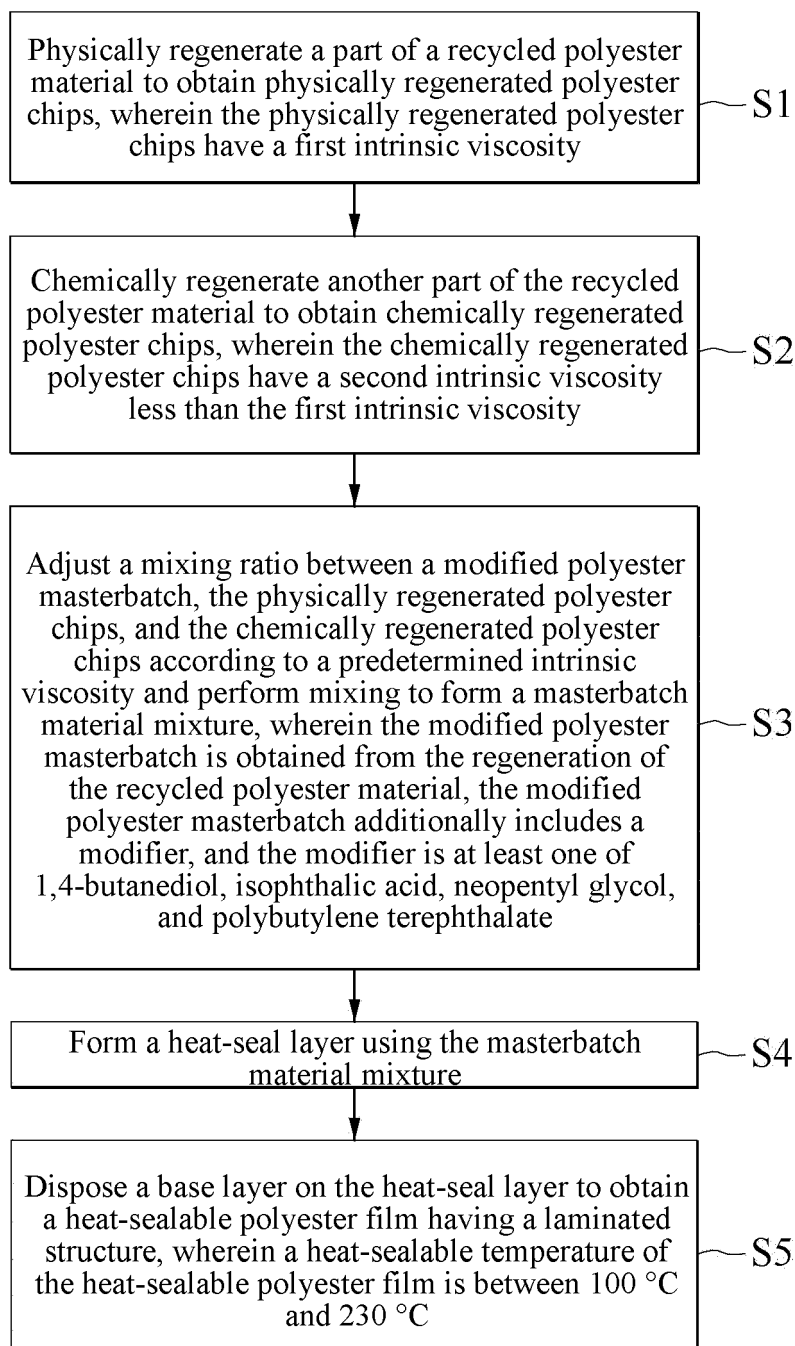 Physically regenerate a part of a recycled polyester
material to obtain physically regenerated polyester
chips, wherein the physically regenerated polyester
chips have a first intrinsic viscosity
S1
Chemically regenerate another part of the recycled
polyester material to obtain chemically regenerated
polyester chips, wherein the chemically regenerated
polyester chips have a second intrinsic viscosity
less than the first intrinsic viscosity
S2
Adjust a mixing ratio between a modified polyester
masterbatch, the physically regenerated polyester
chips, and the chemically regenerated polyester
chips according to a predetermined intrinsic
viscosity and perform mixing to form a masterbatch
material mixture, wherein the modified polyester
masterbatch is obtained from the regeneration of
the recycled polyester material, the modified
polyester masterbatch additionally includes a
modifier, and the modifier is at least one of
1,4-butanediol, isophthalic acid, neopentyl glycol,
and polybutylene terephthalate
S3
Form a heat-seal layer using the masterbatch
material mixture
S4
Dispose a base layer on the heat-seal layer to obtain
a heat-sealable polyester film having a laminated
structure, wherein a heat-sealable temperature of
the heat-sealable polyester film is between 100 °C
and 230 °C
S5